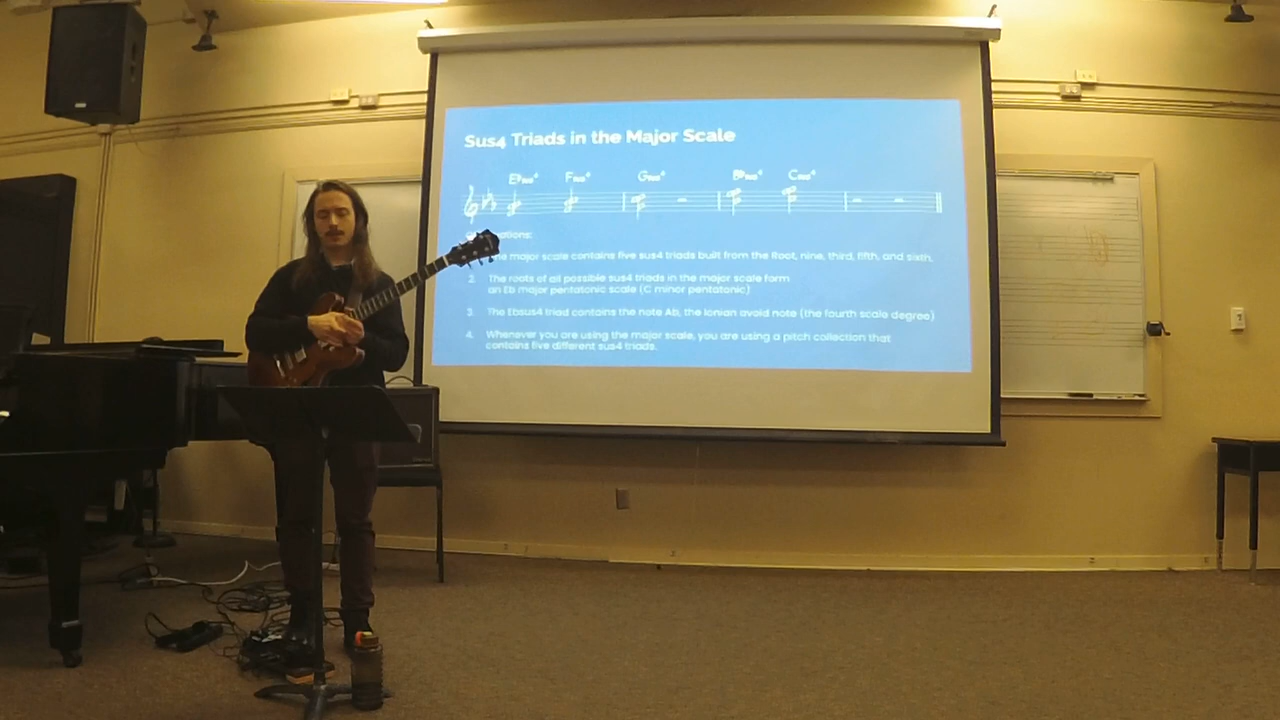 Sus4 Triads in the Major Scale
Ebsus4 Fsus4 Gsus4 Bbsus4 Csus4
major scale contains five sus4 triads built from the Root, nine, third, fifth, and sixth.
2. The roots of all possible sus4 triads in the major scale form
an Eb major pentatonic scale (C minor pentatonic)
3. The Ebsus4 triad contains the note Ab, the Ionian avoid note (the fourth scale degree)
4. Whenever you are using the major scale, you are using a pitch collection that
contains five different sus4 triads.